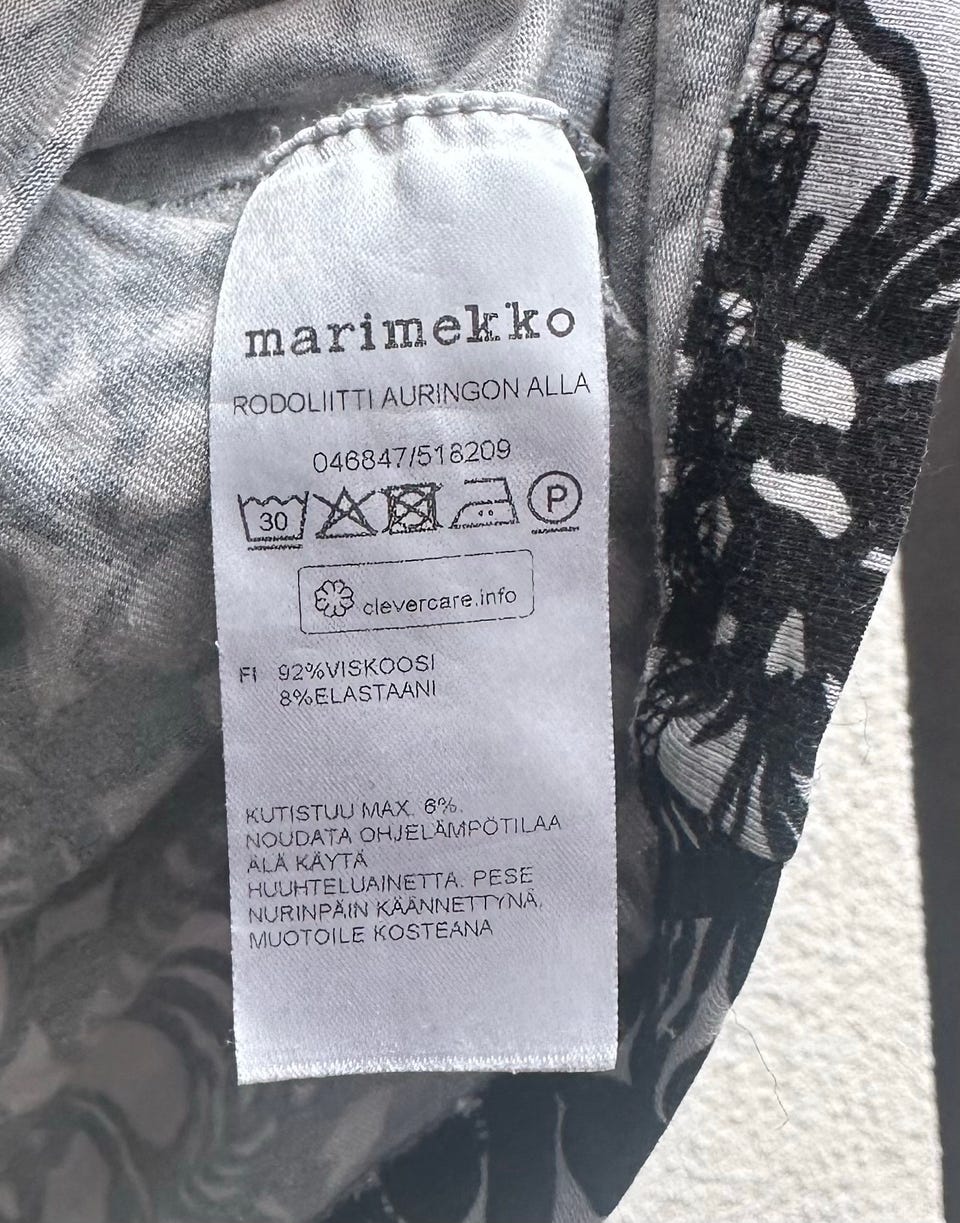 marimekko
RODOLIITTI AURINGON ALLA
046847/518209
30 P
clevercare.info
FI 92%VISKOOSI
8%ELASTAANI
KUTISTUU MAX. 6%.
NOUDATA OHJELÄMPÖTILAA
ÄLÄ KÄYTÄ
HUUHTELUAINETTA. PESE
NURINPÄIN KÄÄNNETTYNÄ,
MUOTOILE KOSTEANA